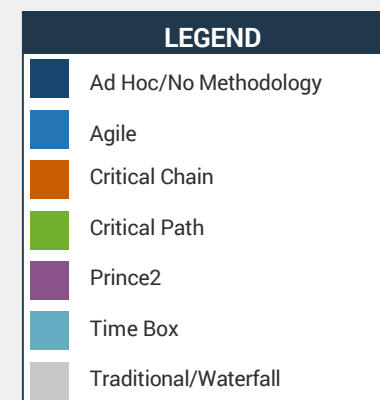 LEGEND
Ad Hoc/No Methodology
Agile
Critical Chain
Critical Path
Prince2
Time Box
Traditional/Waterfall